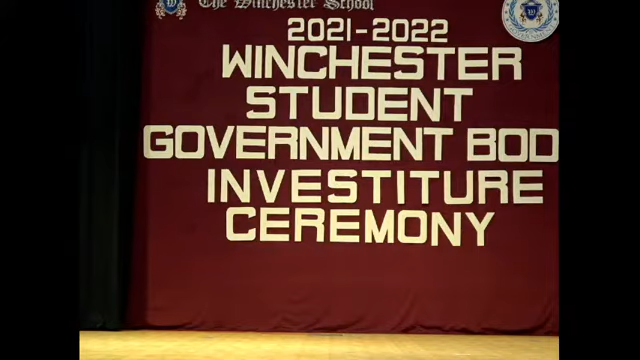 The Winchester School
2021-2022
WINCHESTER
STUDENT
GOVERNMENT BOD
INVESTITURE
CEREMONY